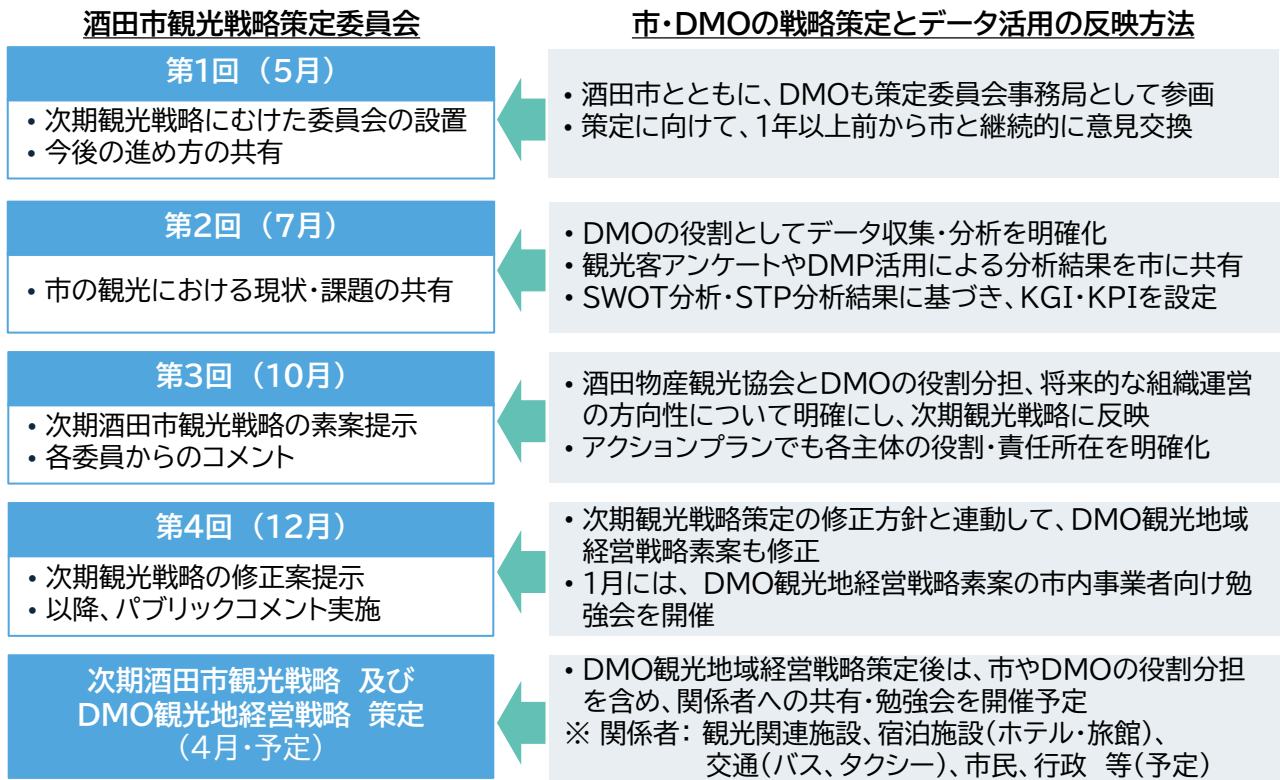 酒田市観光戦略策定委員会
市・DMOの戦略策定とデータ活用の反映方法
第1回（5月）
・次期観光戦略にむけた委員会の設置
・今後の進め方の共有
・酒田市とともに、DMOも策定委員会事務局として参画
・策定に向けて、1年以上前から市と継続的に意見交換
第2回（7月）
・市の観光における現状・課題の共有
・DMOの役割としてデータ収集・分析を明確化
・観光客アンケートやDMP活用による分析結果を市に共有
・SWOT分析・STP分析結果に基づき、KGI・KPIを設定
第3回（10月）
・次期酒田市観光戦略の素案提示
・各委員からのコメント
・酒田物産観光協会とDMOの役割分担、将来的な組織運営
の方向性について明確にし、次期観光戦略に反映
・アクションプランでも各主体の役割・責任所在を明確化
第4回（12月）
・次期観光戦略の修正案提示
・以降、パブリックコメント実施
・次期観光戦略策定の修正方針と連動して、DMO観光地域
経営戦略素案も修正
・1月には、DMO観光地経営戦略素案の市内事業者向け勉
強会を開催
次期酒田市観光戦略 及び
DMO観光地経営戦略 策定
（4月・予定）
・DMO観光地域経営戦略策定後は、市やDMOの役割分担
を含め、関係者への共有・勉強会を開催予定
※ 関係者： 観光関連施設、宿泊施設（ホテル・旅館）、
交通（バス、タクシー）、市民、行政 等（予定）